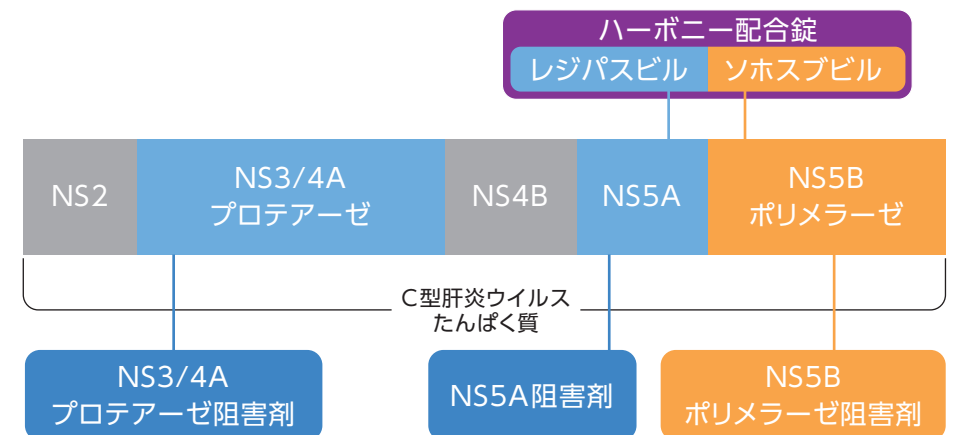 ハーボニー配合錠
レジパスビル ソホスブビル
NS2
NS3/4A
プロテアーゼ
NS4B
NS5A
NS5B
ポリメラーゼ
C型肝炎ウイルス
たんぱく質
NS3/4A
プロテアーゼ阻害剤
NS5A阻害剤
NS5B
ポリメラーゼ阻害剤